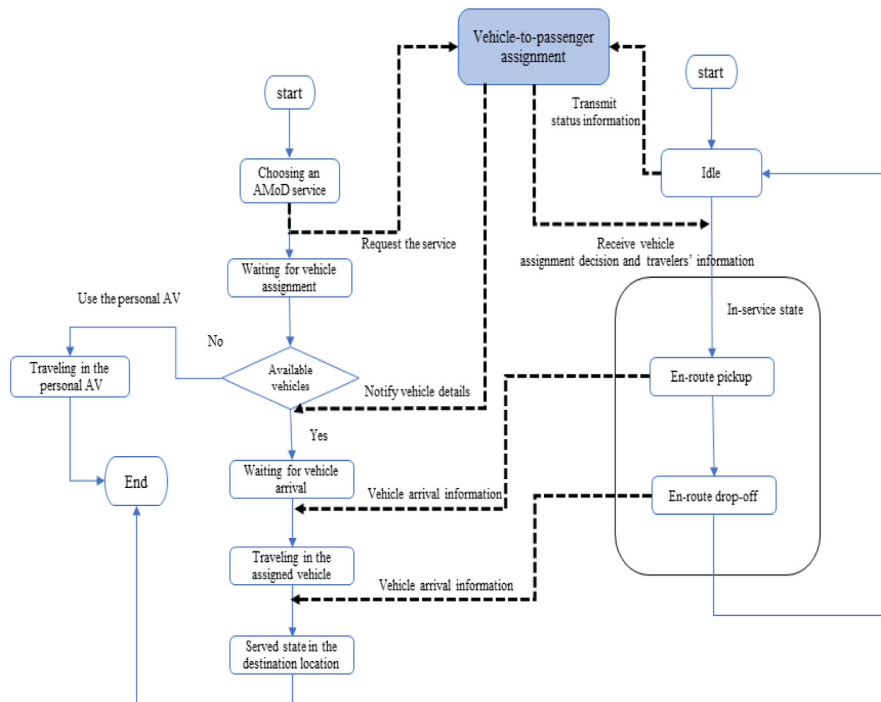 Vehicle-to-passenger
assignment
start
start
Transmit
status information
Choosing an
AMoD service
Idle
Request the service
Receive vehicle
assignment decision and travelers’ information
Waiting for vehicle
assignment
Use the personal AV
In-service state
No
Traveling in the
personal AV
Available
vehicles
En-route pickup
Notify vehicle details
Yes
End
Waiting for vehicle
arrival
Vehicle arrival information
En-route drop-off
Traveling in the
assigned vehicle
Vehicle arrival information
Served state in the
destination location